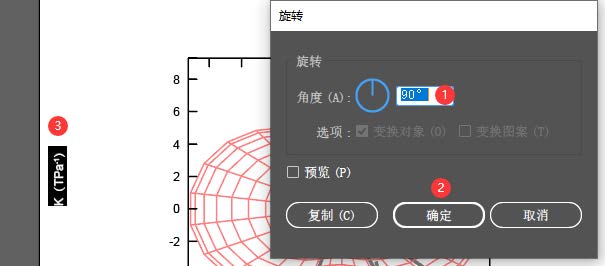 旋转
旋转
角度(A): 90° 1
选项: 变换对象(O) 变换图案(T)
预览(P)
2
复制(C) 确定 取消
3
K (TPa⁻¹)
8
6
4
2
0
-2